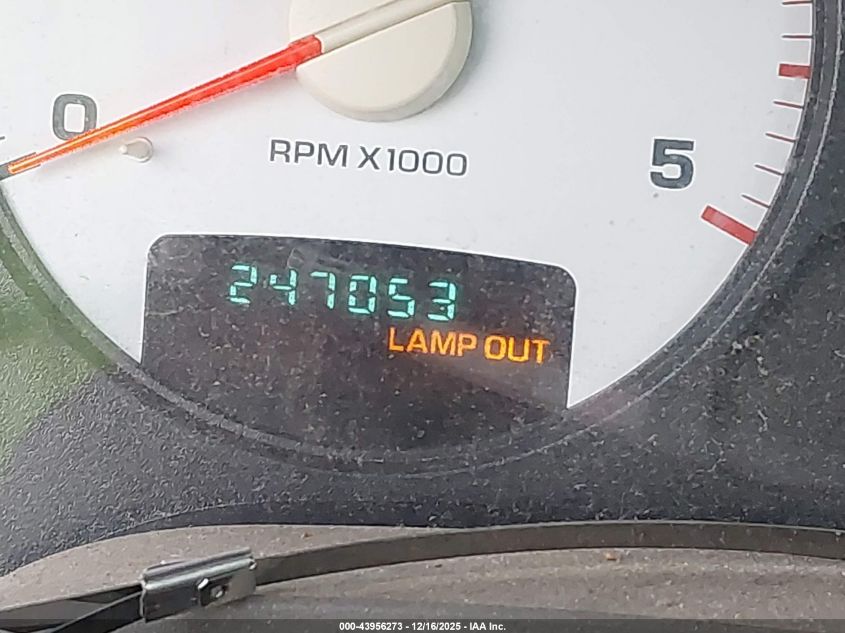 0
RPM X1000
5
247053
LAMP OUT
000-43956273 - 12/16/2025 - IAA Inc.